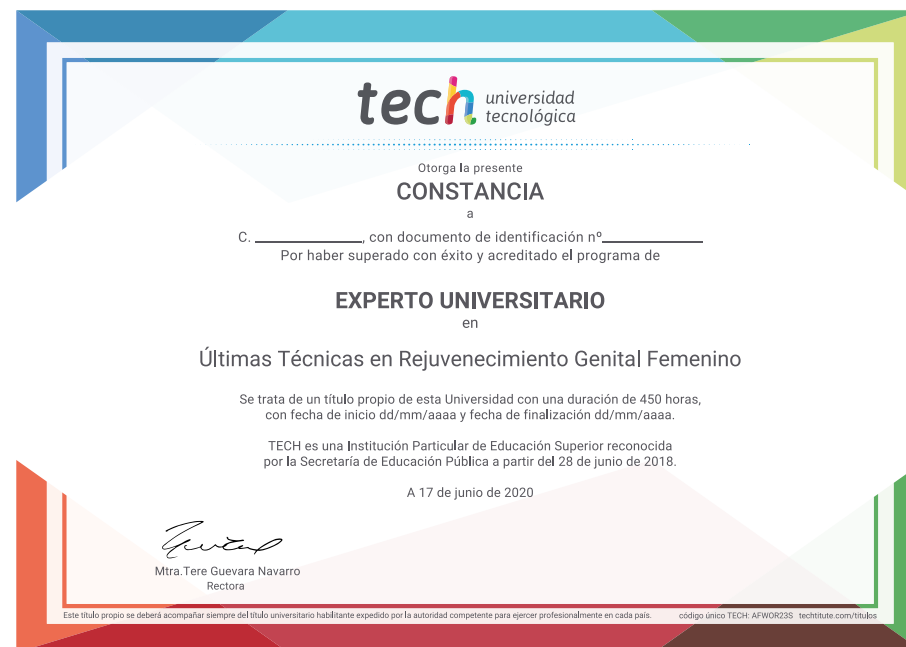 tech universidad
tecnológica
Otorga la presente
CONSTANCIA
a
C. ____________, con documento de identificación nº____________
Por haber superado con éxito y acreditado el programa de
EXPERTO UNIVERSITARIO
en
Últimas Técnicas en Rejuvenecimiento Genital Femenino
Se trata de un título propio de esta Universidad con una duración de 450 horas,
con fecha de inicio dd/mm/aaaa y fecha de finalización dd/mm/aaaa.
TECH es una Institución Particular de Educación Superior reconocida
por la Secretaría de Educación Pública a partir del 28 de junio de 2018.
A 17 de junio de 2020
Mtra.Tere Guevara Navarro
Rectora
Este título propio se deberá acompañar siempre del título universitario habilitante expedido por la autoridad competente para ejercer profesionalmente en cada país. código único TECH: AFWOR23S techtitute.com/titulos